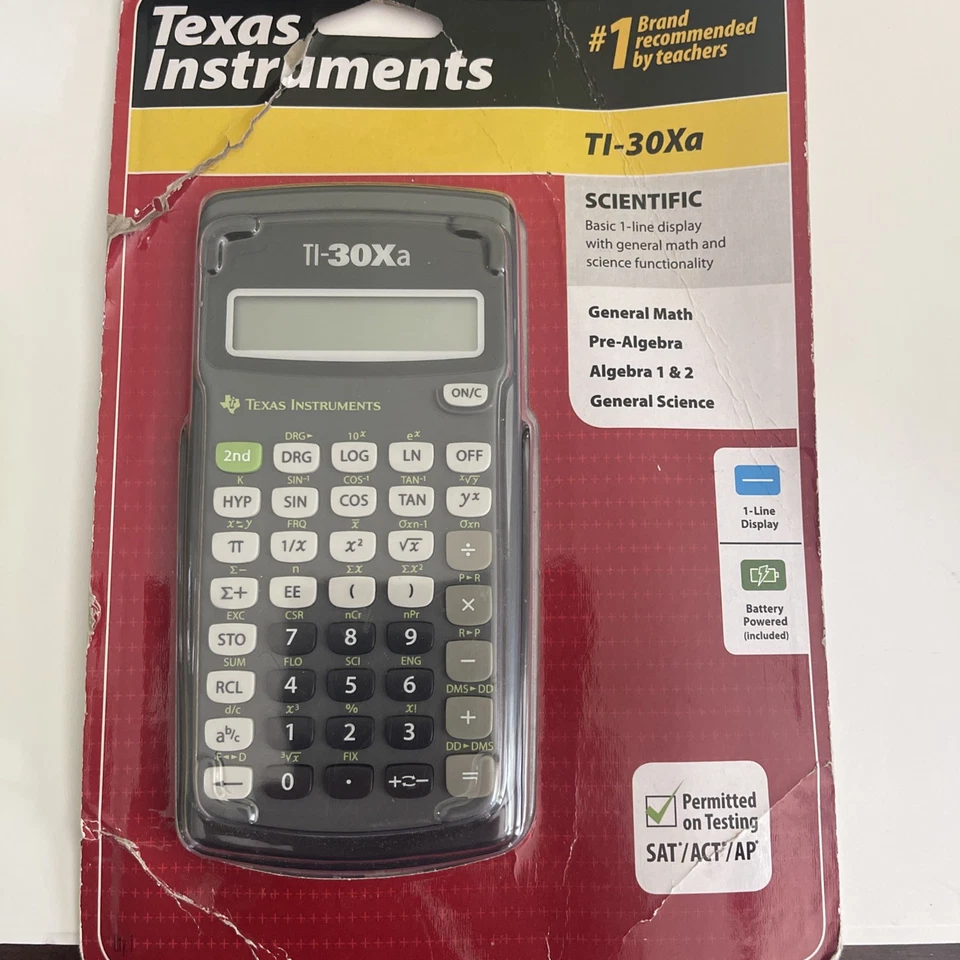 Texas
Instruments
#1 Brand
recommended
by teachers
TI-30Xa
SCIENTIFIC
Basic 1-line display
with general math and
science functionality
General Math
Pre-Algebra
Algebra 1 & 2
General Science
1-Line
Display
Battery
Powered
(included)
Permitted
on Testing
SAT*/ACT*/AP*
TI-30Xa
TEXAS INSTRUMENTS
ON/C
DRG► 10ˣ eˣ
2nd DRG LOG LN OFF
K SIN⁻¹ COS⁻¹ TAN⁻¹ ˣ√y
HYP SIN COS TAN yˣ
x⇆y FRQ x̅ σxn-1 σxn
π 1/x x² √x ÷
Σ− n Σx Σx² P►R
Σ+ EE ( ) ×
EXC CSR nCr nPr R►P
STO 7 8 9 −
SUM FLO SCI ENG DMS►DD
RCL 4 5 6 +
d/c x³ % x! DD►DMS
aᵇ/c 1 2 3 =
F◄►D ³√x FIX
← 0 . +⇆−